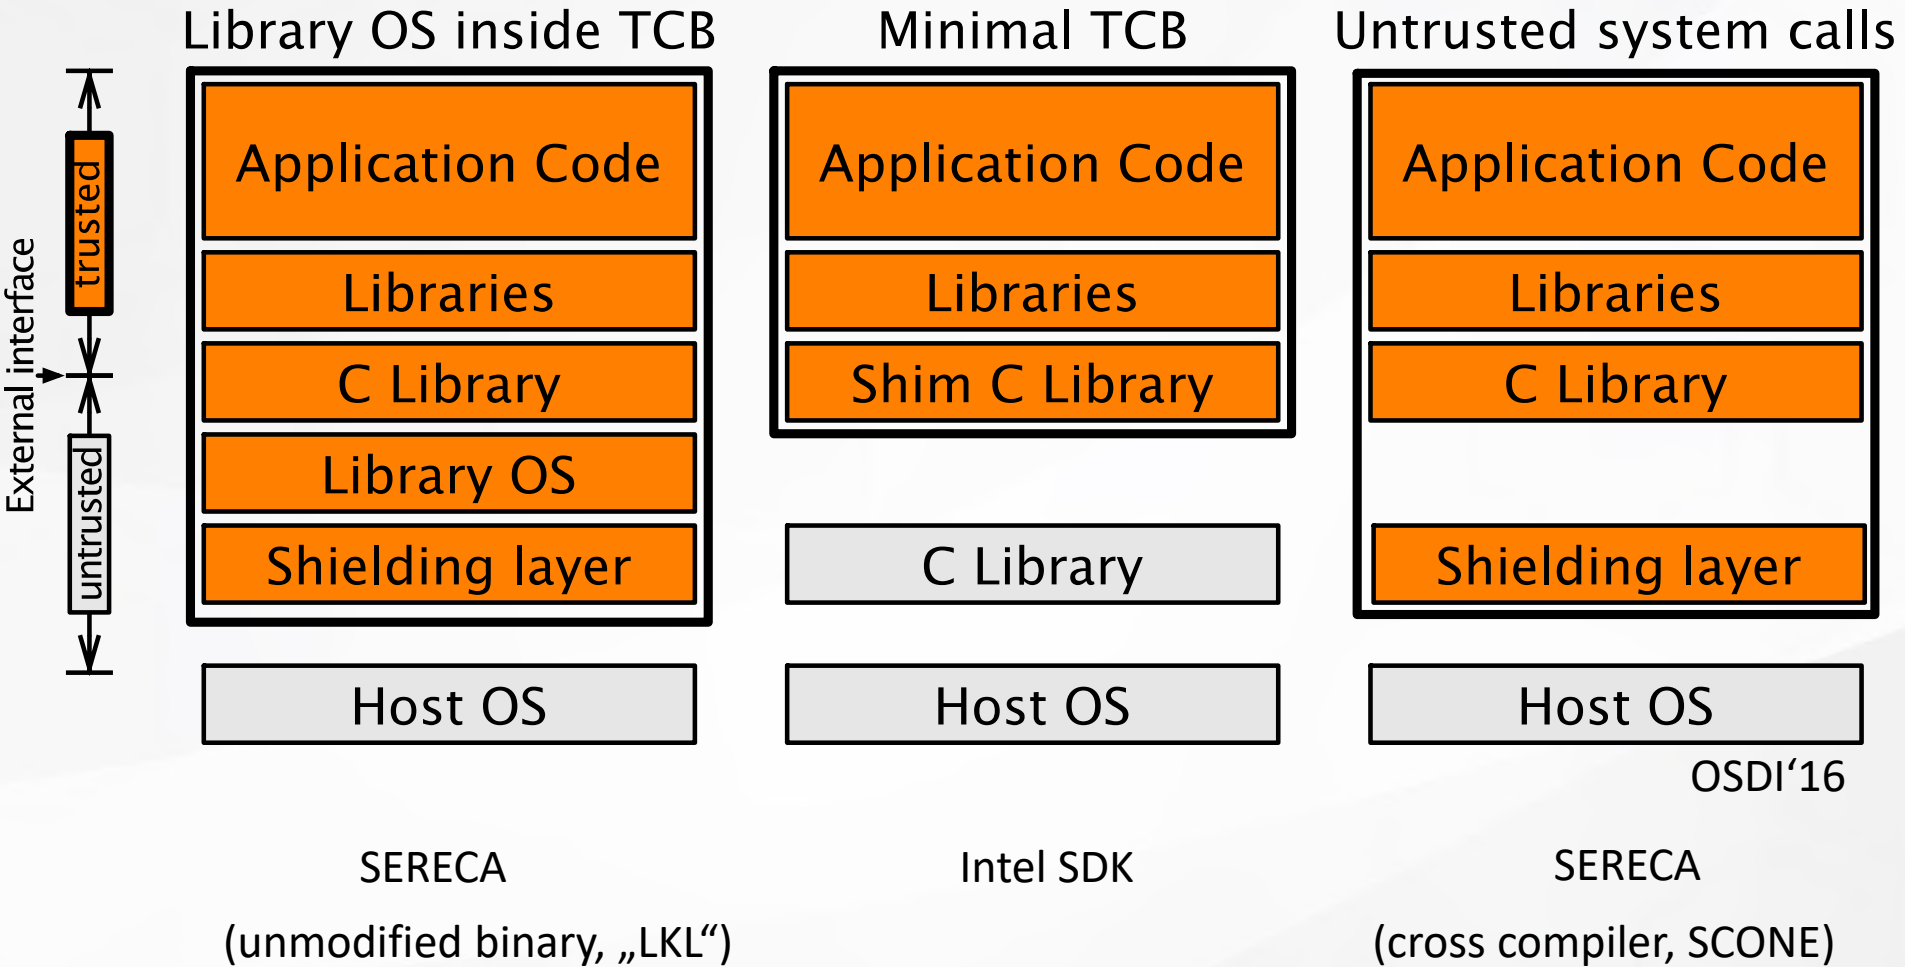 Library OS inside TCB
Minimal TCB
Untrusted system calls
External interface
trusted
untrusted
Application Code
Libraries
C Library
Library OS
Shielding layer
Host OS
Application Code
Libraries
Shim C Library
C Library
Host OS
Application Code
Libraries
C Library
Shielding layer
Host OS
OSDI‘16
SERECA
(unmodified binary, „LKL“)
Intel SDK
SERECA
(cross compiler, SCONE)